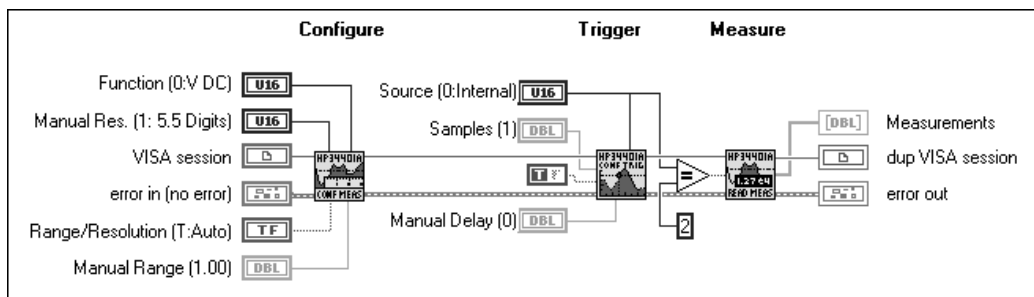 Configure
Trigger
Measure
Function (0:V DC)
U16
Manual Res. (1: 5.5 Digits)
U16
VISA session
error in (no error)
Range/Resolution (T:Auto)
TF
Manual Range (1.00)
DBL
HP34401A
CONF MEAS
Source (0:Internal)
U16
Samples (1)
DBL
T
Manual Delay (0)
DBL
HP34401A
CONF TRIG
=
2
HP34401A
READ MEAS
[DBL]
Measurements
dup VISA session
error out